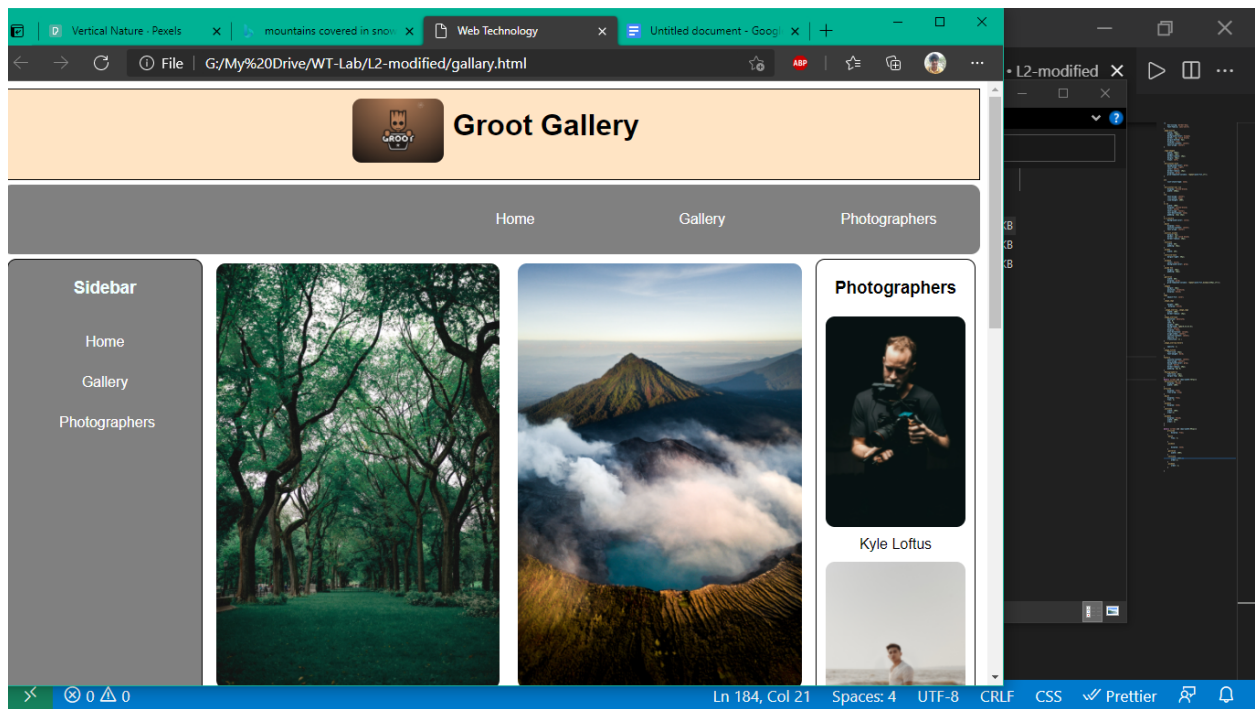 Vertical Nature · Pexels
mountains covered in snow
Web Technology
Untitled document - Googl
ABP
File
G:/My%20Drive/WT-Lab/L2-modified/gallary.html
• L2-modified
GROOT
Groot Gallery
Home Gallery Photographers
Sidebar
Home
Gallery
Photographers
Photographers
Kyle Loftus
KB
KB
KB
0 0
Ln 184, Col 21 Spaces: 4 UTF-8 CRLF CSS Prettier